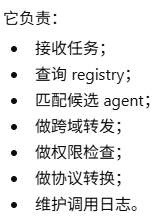 它负责：
• 接收任务；
• 查询 registry；
• 匹配候选 agent；
• 做跨域转发；
• 做权限检查；
• 做协议转换；
• 维护调用日志。